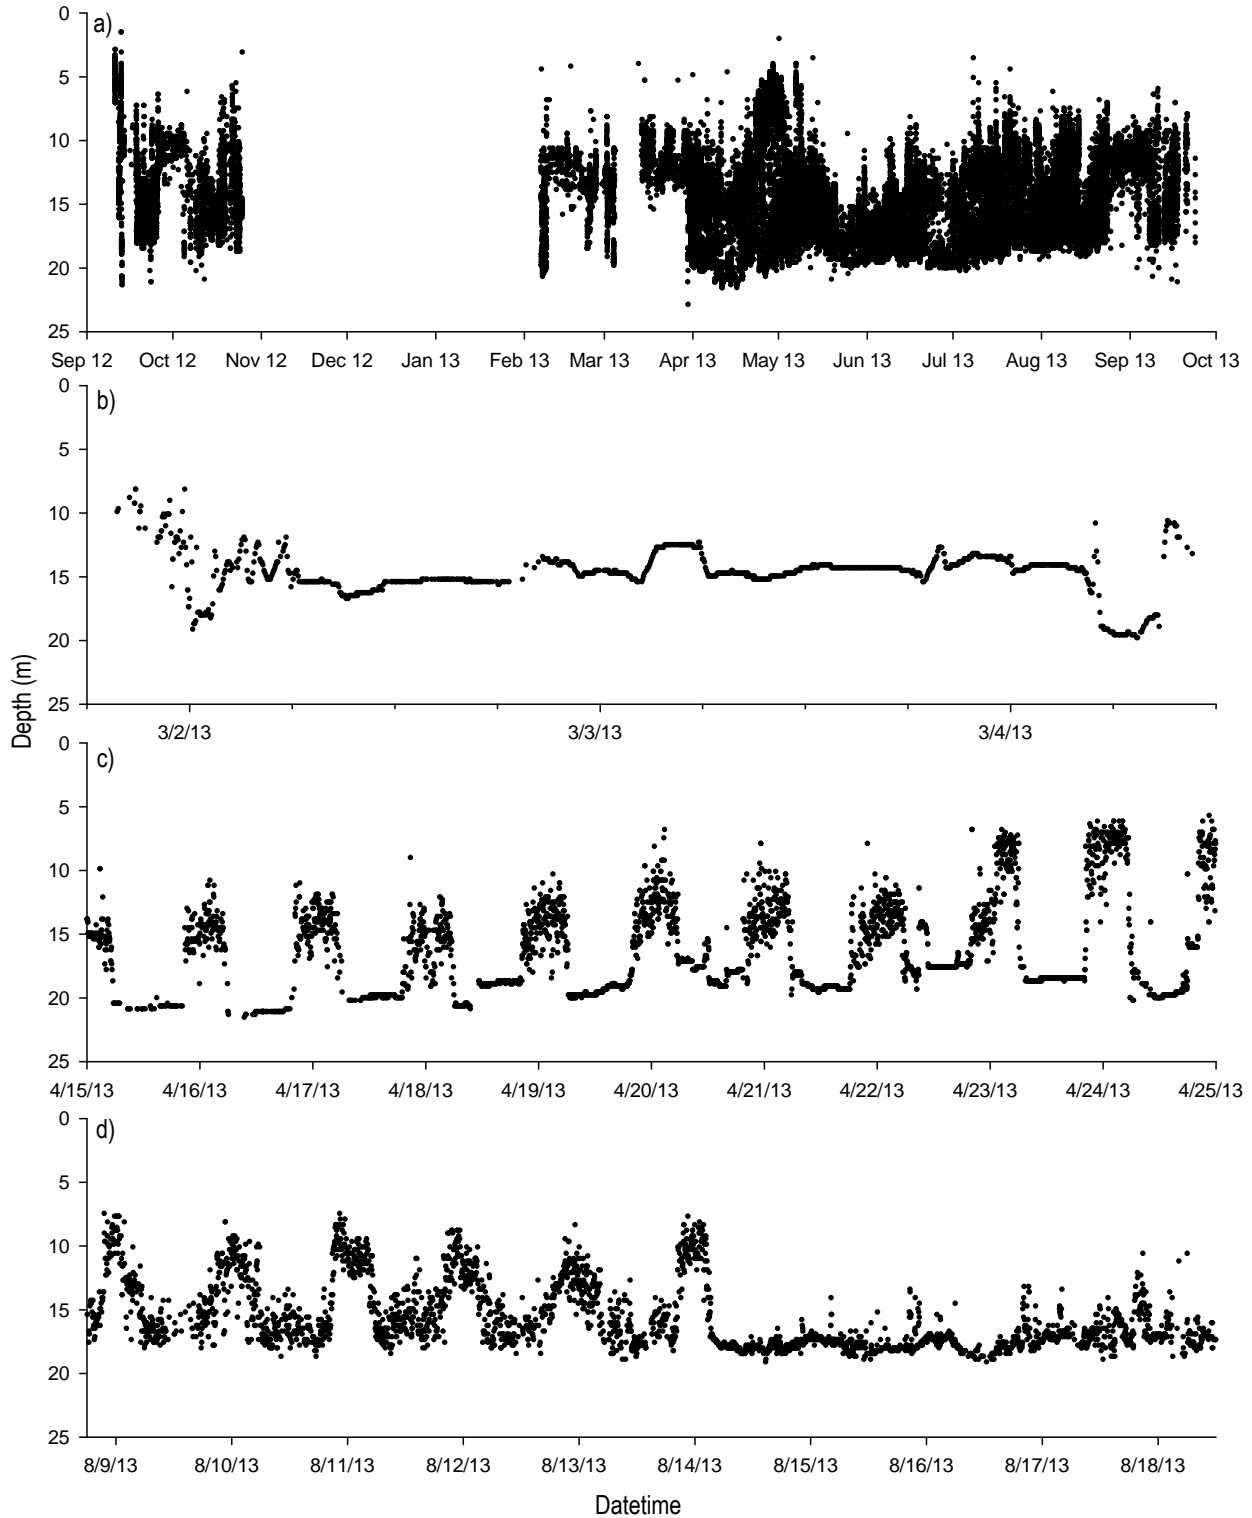 a)
0
5
10
15
20
25
Sep 12 Oct 12 Nov 12 Dec 12 Jan 13 Feb 13 Mar 13 Apr 13 May 13 Jun 13 Jul 13 Aug 13 Sep 13 Oct 13
b)
0
5
10
15
20
25
3/2/13 3/3/13 3/4/13
Depth (m)
c)
0
5
10
15
20
25
4/15/13 4/16/13 4/17/13 4/18/13 4/19/13 4/20/13 4/21/13 4/22/13 4/23/13 4/24/13 4/25/13
d)
0
5
10
15
20
25
8/9/13 8/10/13 8/11/13 8/12/13 8/13/13 8/14/13 8/15/13 8/16/13 8/17/13 8/18/13
Datetime